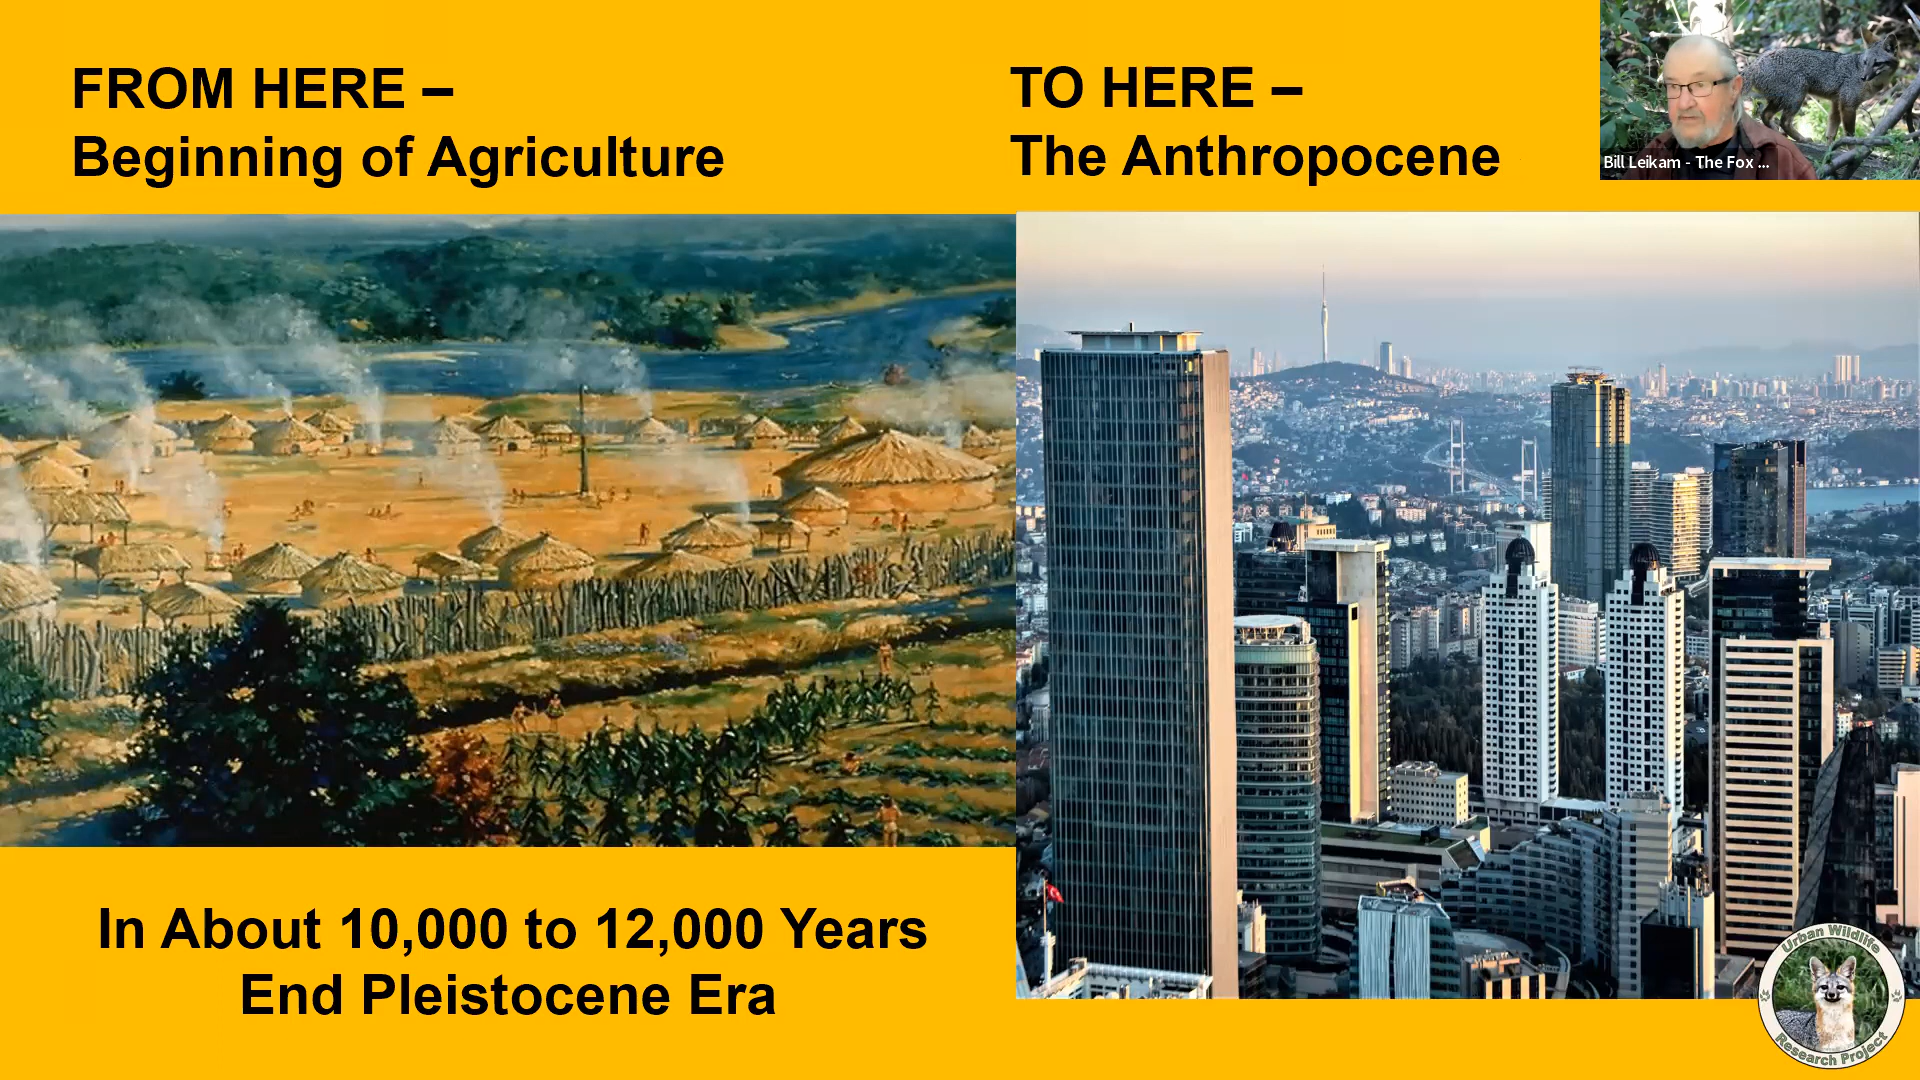 FROM HERE –
Beginning of Agriculture
TO HERE –
The Anthropocene
Bill Leikam - The Fox ...
In About 10,000 to 12,000 Years
End Pleistocene Era
Urban Wildlife
Research Project